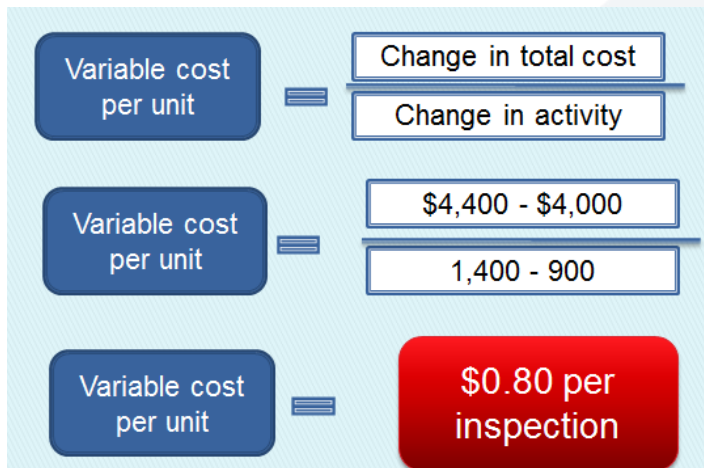 Variable cost
per unit
=
Change in total cost
Change in activity
Variable cost
per unit
=
$4,400 - $4,000
1,400 - 900
Variable cost
per unit
=
$0.80 per
inspection